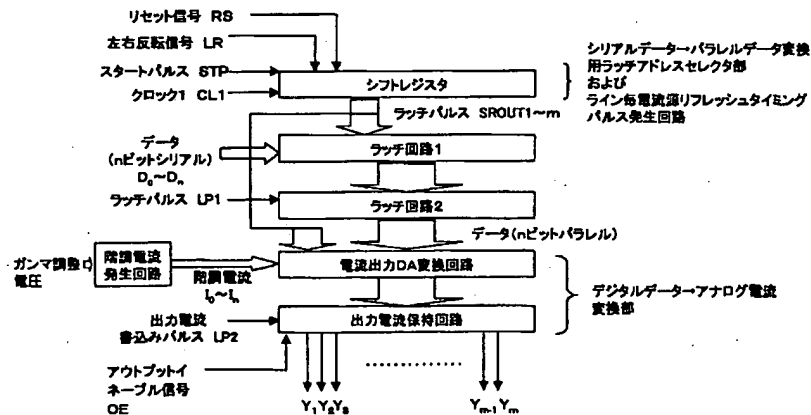 リセット信号 RS
左右反転信号 LR
スタートパルス STP
クロック1 CL1
シフトレジスタ
シリアルデータ→パラレルデータ変換
用ラッチアドレスセレクタ部
および
ライン毎電流源リフレッシュタイミング
パルス発生回路
ラッチパルス SROUT1~m
データ
(nビットシリアル)
D₀~Dₙ
ラッチ回路1
ラッチパルス LP1
ラッチ回路2
データ(nビットパラレル)
ガンマ調整
電圧
階調電流
発生回路
階調電流
I₀~Iₙ
電流出力DA変換回路
デジタルデータ→アナログ電流
変換部
出力電流
書込みパルス LP2
出力電流保持回路
アウトプットイ
ネーブル信号
OE
Y₁ Y₂ Y₃ Yₘ₋₁ Yₘ